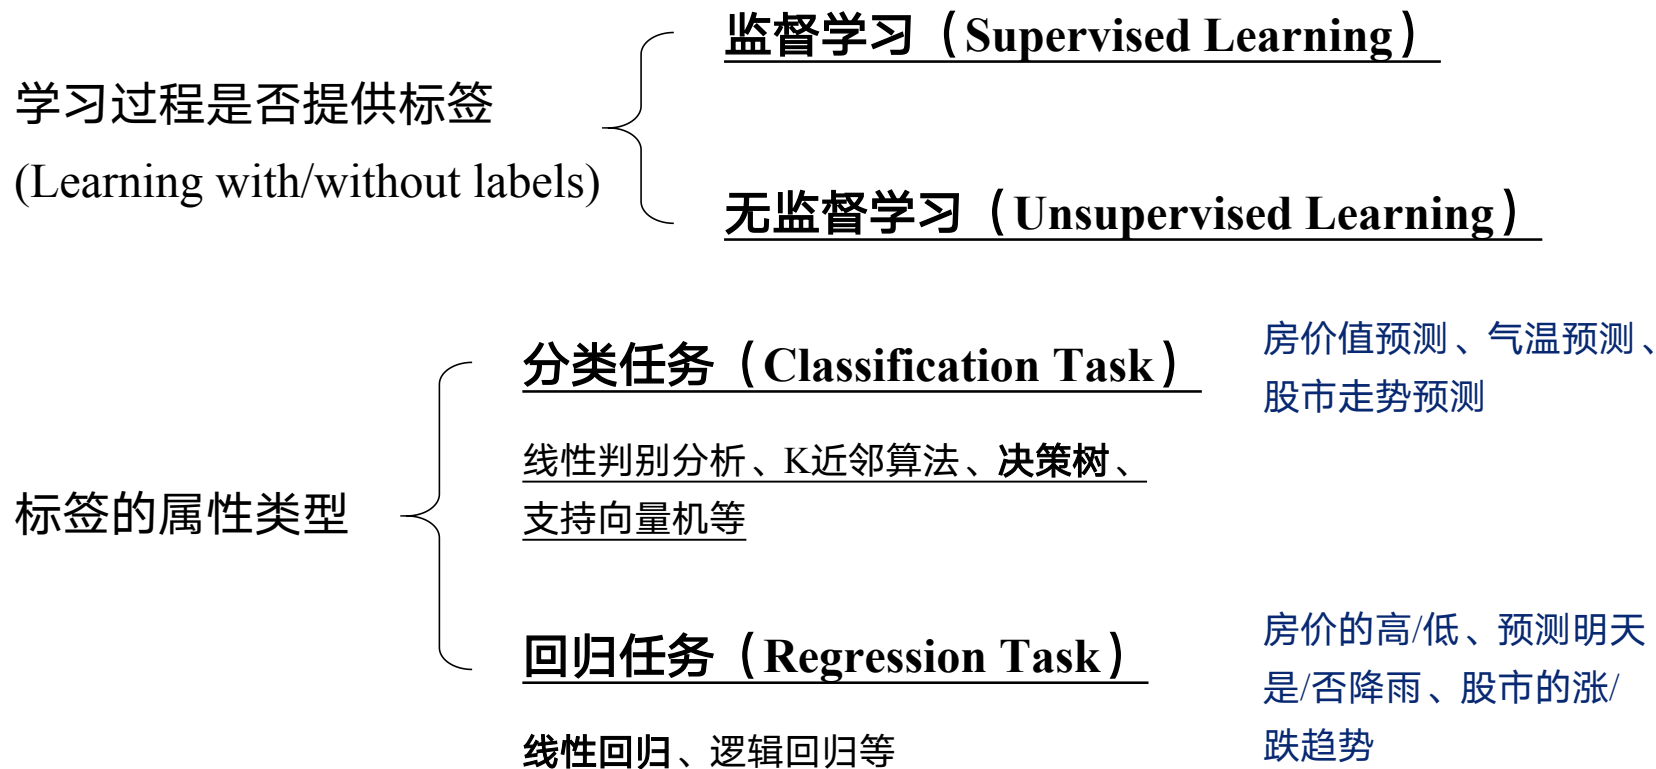 监督学习（Supervised Learning）
学习过程是否提供标签
(Learning with/without labels)
无监督学习（Unsupervised Learning）
分类任务（Classification Task）
房价值预测、气温预测、
股市走势预测
线性判别分析、K近邻算法、决策树、
支持向量机等
标签的属性类型
回归任务（Regression Task）
房价的高/低、预测明天
是/否降雨、股市的涨/
跌趋势
线性回归、逻辑回归等